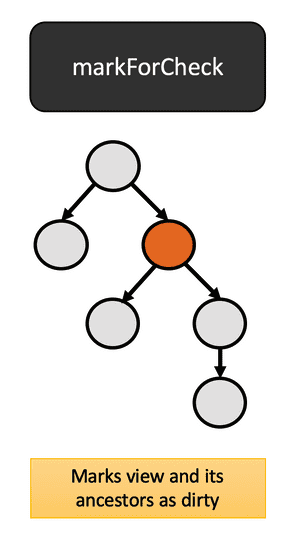 markForCheck
Marks view and its
ancestors as dirty